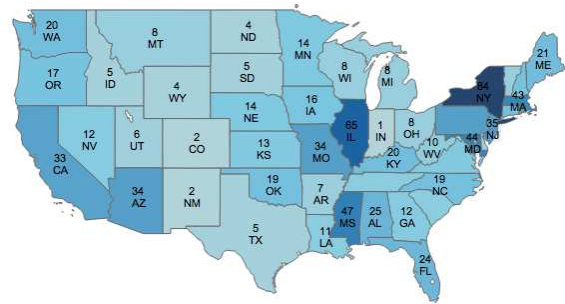 20
WA
8
MT
4
ND
14
MN
21
ME
17
OR
5
ID
5
SD
8
WI
8
MI
84
NY
43
MA
4
WY
16
IA
35
NJ
12
NV
6
UT
2
CO
14
NE
65
IL
1
IN
8
OH
44
MD
33
CA
13
KS
34
MO
20
KY
10
WV
34
AZ
2
NM
19
OK
7
AR
19
NC
5
TX
11
LA
47
MS
25
AL
12
GA
24
FL